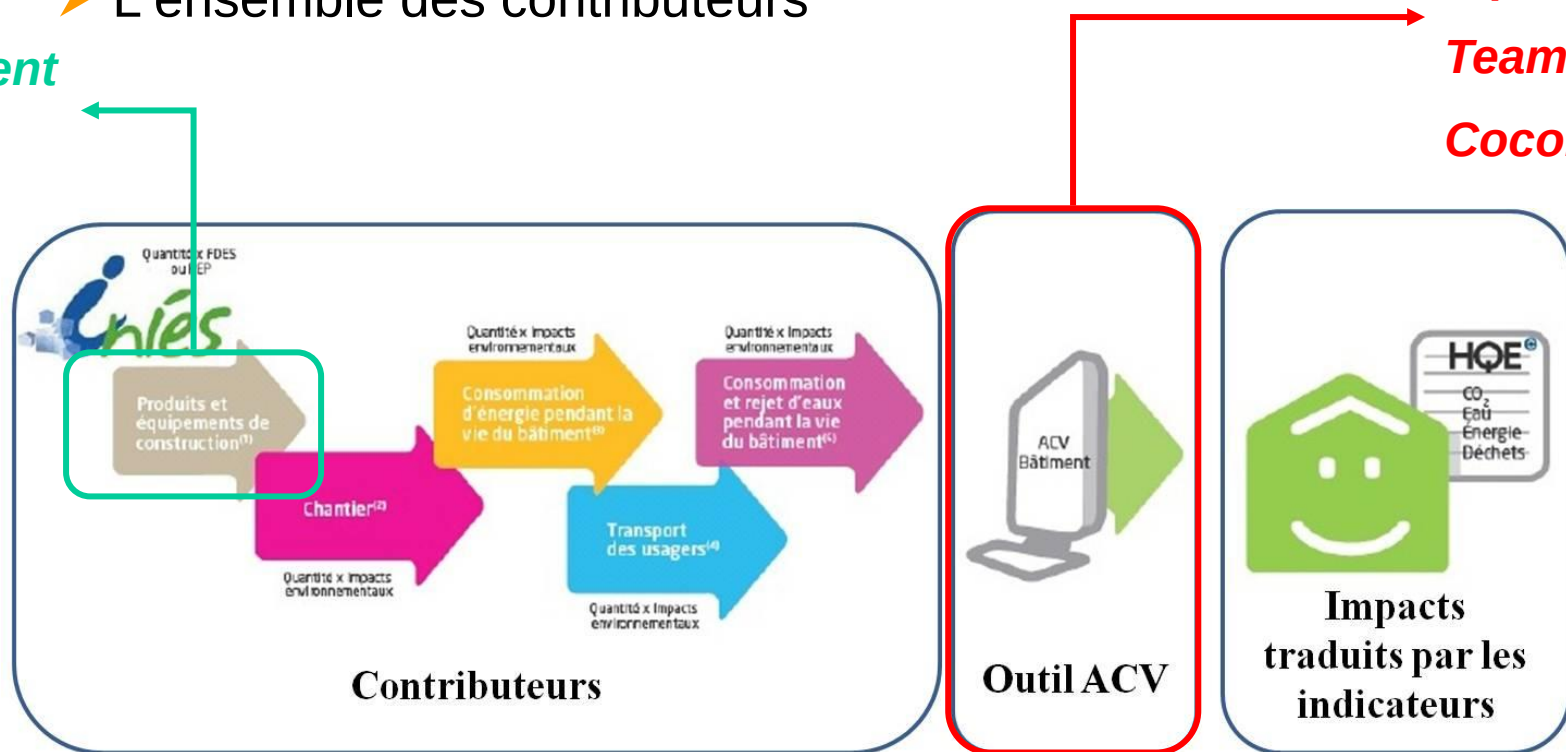 L'ensemble des contributeurs
ent
Team
Coco
Quantité x FDES
ou PEP
iniés
Produits et
équipements de
construction(1)
Chantier(2)
Quantité x Impacts
environnementaux
Quantité x Impacts
environnementaux
Consommation
d'énergie pendant la
vie du bâtiment
Transport
des usagers(4)
Quantité x Impacts
environnementaux
Quantité x Impacts
environnementaux
Consommation
et rejet d'eaux
pendant la vie
du bâtiment
Contributeurs
ACV
Bâtiment
Outil ACV
HQE
CO2
Eau
Énergie
Déchets
Impacts
traduits par les
indicateurs